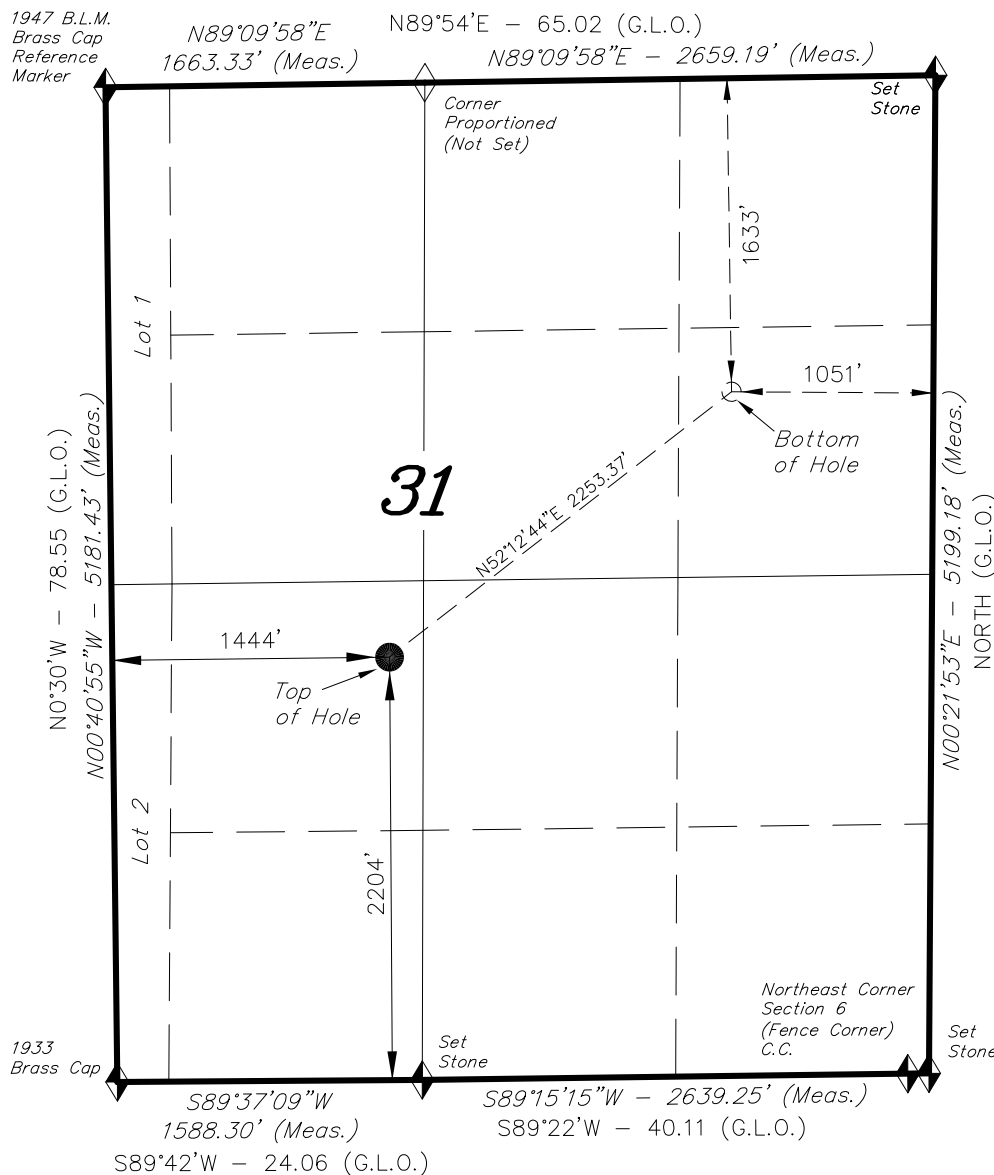 1947 B.L.M.
Brass Cap
Reference
Marker
N89°09'58"E
1663.33' (Meas.)
N89°54'E - 65.02 (G.L.O.)
N89°09'58"E - 2659.19' (Meas.)
Corner
Proportioned
(Not Set)
Set
Stone
1633'
Lot 1
1051'
Bottom
of Hole
31
N52°12'44"E 2253.37'
N0°30'W - 78.55 (G.L.O.)
N00°40'55"W - 5181.43' (Meas.)
N00°21'53"E - 5199.18' (Meas.)
NORTH (G.L.O.)
1444'
Top
of Hole
Lot 2
2204'
Northeast Corner
Section 6
(Fence Corner)
C.C.
1933
Brass Cap
Set
Stone
Set
Stone
S89°37'09"W
1588.30' (Meas.)
S89°42'W - 24.06 (G.L.O.)
S89°15'15"W - 2639.25' (Meas.)
S89°22'W - 40.11 (G.L.O.)